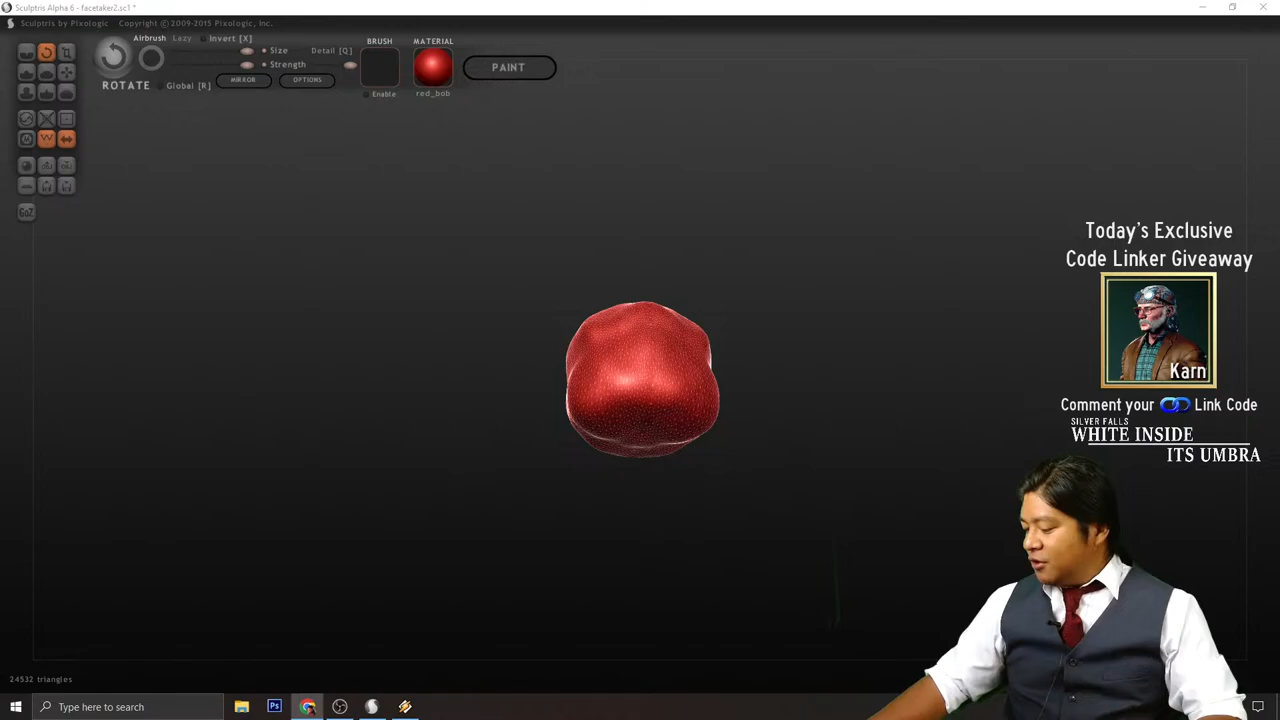 Sculptris Alpha 6 - facetaker2.sc1 *
Sculptris by Pixologic Copyright © 2009-2015 Pixologic, Inc.
Airbrush Lazy Invert [X]
Size Detail [Q]
Strength
ROTATE Global [R] MIRROR OPTIONS
BRUSH
Enable
MATERIAL
red_bob
PAINT
GoZ
Today's Exclusive
Code Linker Giveaway
Karn
Comment your Link Code
SILVER FALLS
WHITE INSIDE
ITS UMBRA
24532 triangles
Type here to search
Ps